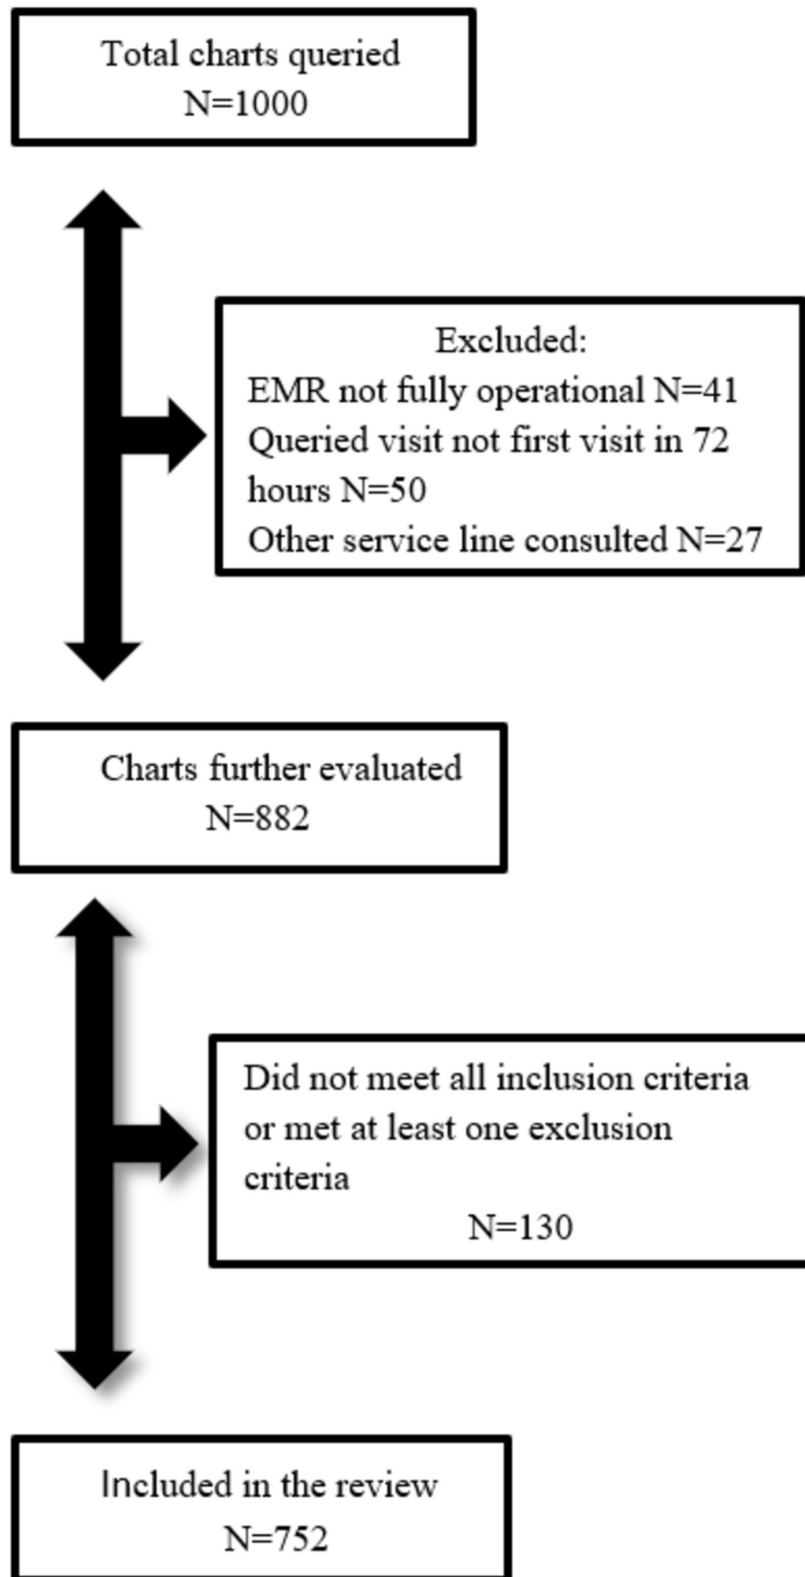 Total charts queried
N=1000
Excluded:
EMR not fully operational N=41
Queried visit not first visit in 72
hours N=50
Other service line consulted N=27
Charts further evaluated
N=882
Did not meet all inclusion criteria
or met at least one exclusion
criteria
N=130
Included in the review
N=752